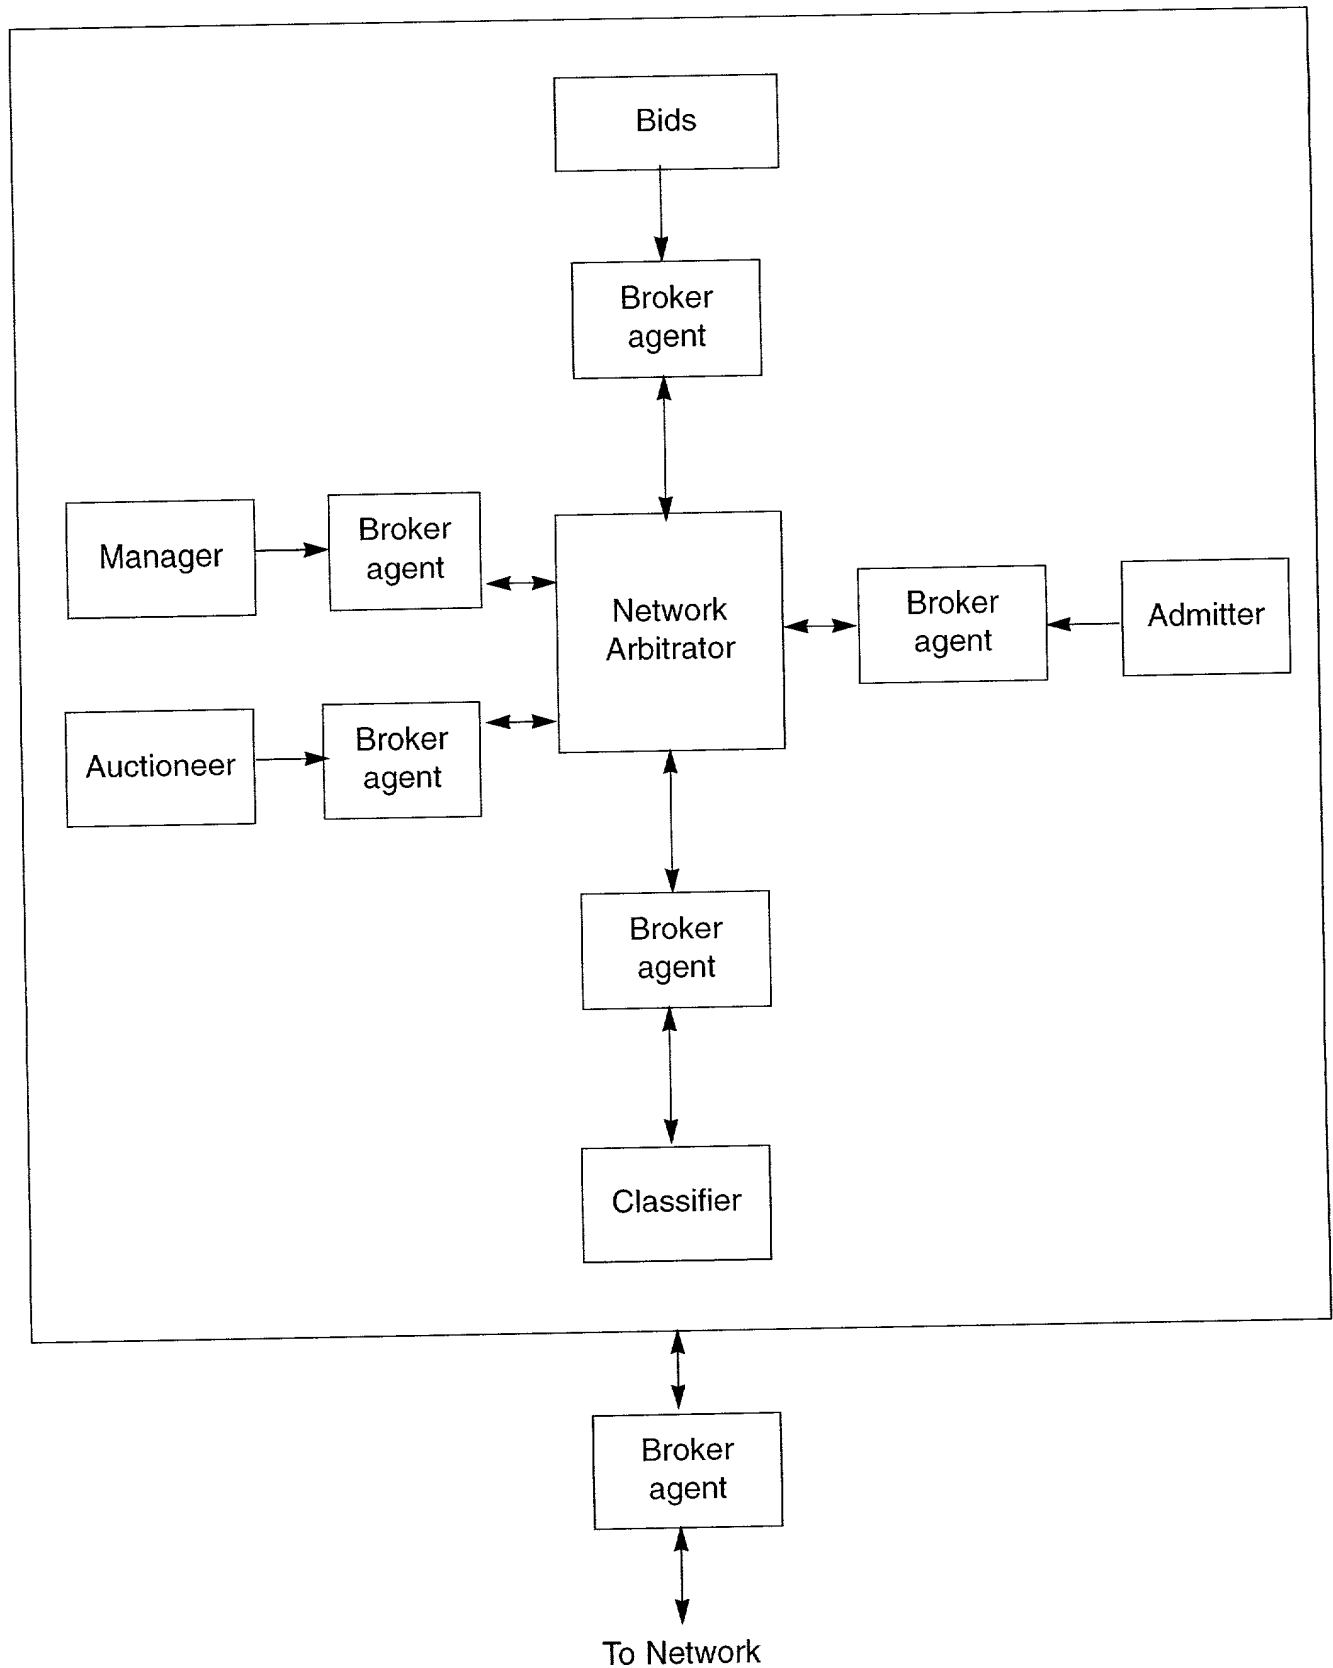 Bids
Broker
agent
Manager
Broker
agent
Network
Arbitrator
Broker
agent
Admitter
Auctioneer
Broker
agent
Broker
agent
Classifier
Broker
agent
To Network